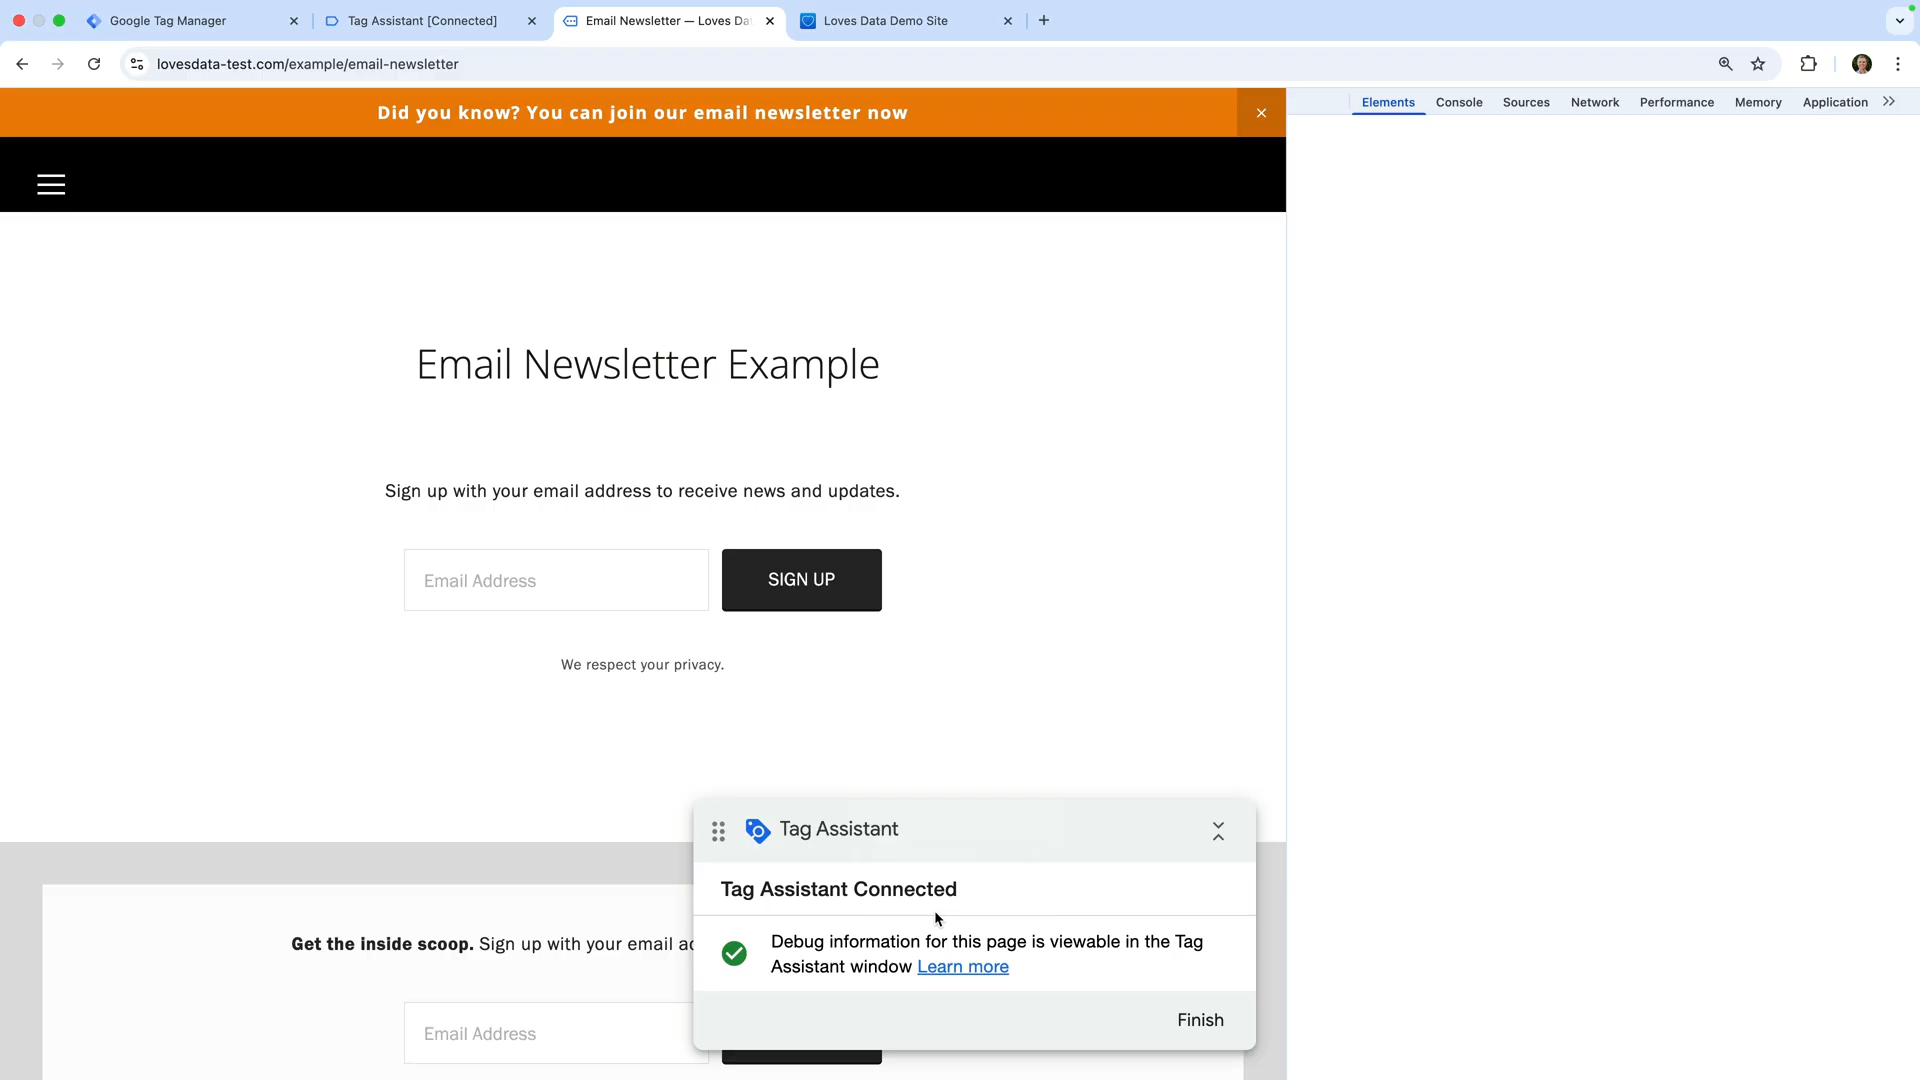 Google Tag Manager
Tag Assistant [Connected]
Email Newsletter — Loves Da
Loves Data Demo Site
lovesdata-test.com/example/email-newsletter
Did you know? You can join our email newsletter now
Elements
Console
Sources
Network
Performance
Memory
Application
Email Newsletter Example
Sign up with your email address to receive news and updates.
Email Address
SIGN UP
We respect your privacy.
Tag Assistant
Tag Assistant Connected
Debug information for this page is viewable in the Tag
Assistant window Learn more
Finish
Get the inside scoop. Sign up with your email
Email Address